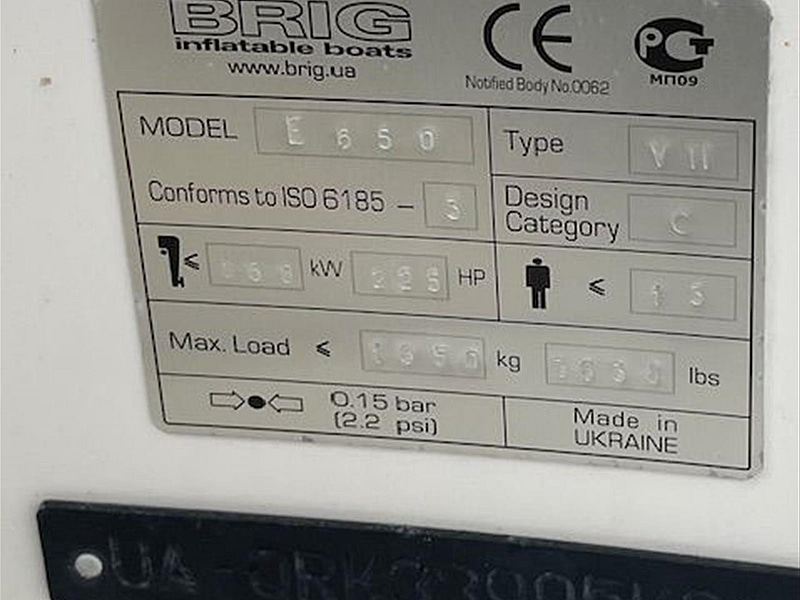 BRIG
inflatable boats
www.brig.ua
CE
Notified Body No.0062
РСТ
МП09
MODEL E 650
Type VII
Conforms to ISO 6185 – 3
Design
Category C
≤ kW HP
≤ 15
Max. Load ≤ kg lbs
0.15 bar
(2.2 psi)
Made in
UKRAINE